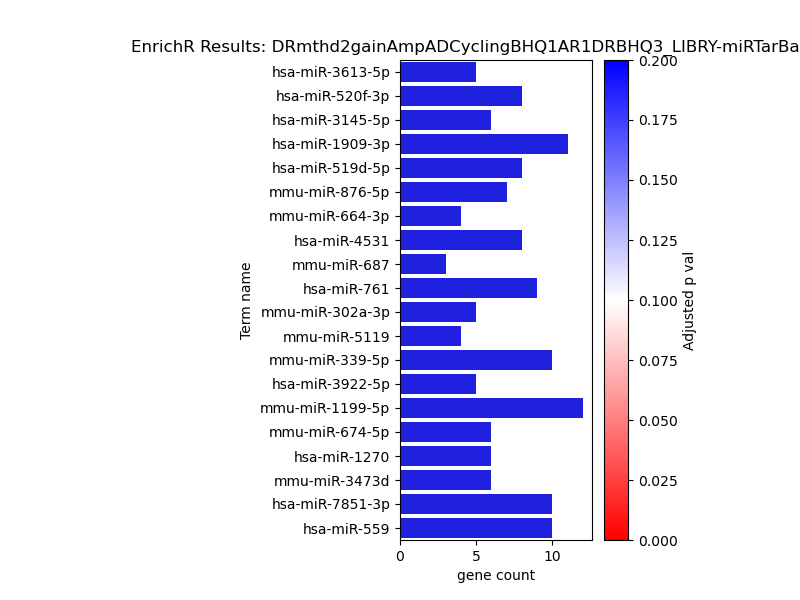 EnrichR Results: DRmthd2gainAmpADCyclingBHQ1AR1DRBHQ3_LIBRY-miRTarBa
hsa-miR-3613-5p
hsa-miR-520f-3p
hsa-miR-3145-5p
hsa-miR-1909-3p
hsa-miR-519d-5p
mmu-miR-876-5p
mmu-miR-664-3p
hsa-miR-4531
mmu-miR-687
hsa-miR-761
mmu-miR-302a-3p
mmu-miR-5119
mmu-miR-339-5p
hsa-miR-3922-5p
mmu-miR-1199-5p
mmu-miR-674-5p
hsa-miR-1270
mmu-miR-3473d
hsa-miR-7851-3p
hsa-miR-559
Term name
0 5 10
gene count
0.200
0.175
0.150
0.125
0.100
0.075
0.050
0.025
0.000
Adjusted p val